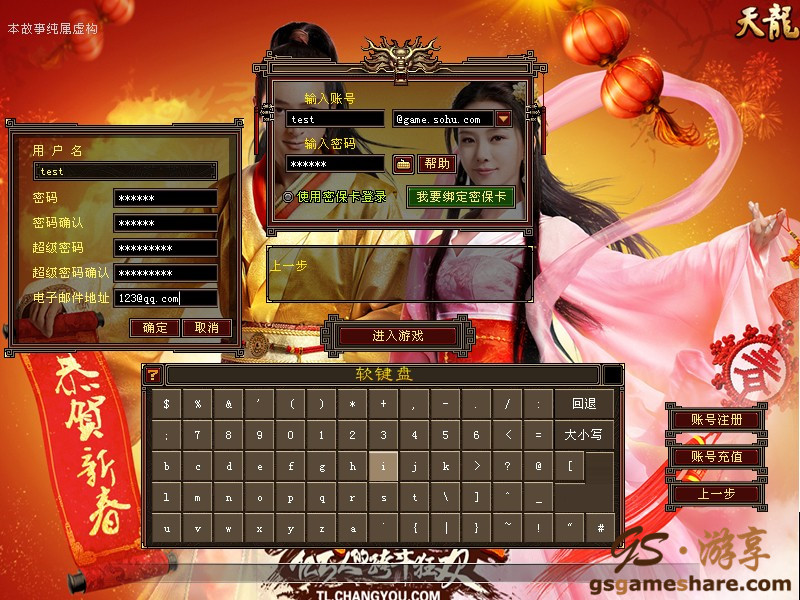 本故事纯属虚构
天龍
输入账号
test
@game.sohu.com
输入密码
******
帮助
使用密保卡登录
我要绑定密保卡
用户名
test
密码
******
密码确认
******
超级密码
*********
超级密码确认
*********
电子邮件地址
123@qq.com
确定
取消
上一步
进入游戏
?
软键盘
$ % & ' ( ) * + , - . / : 回退
; 7 8 9 0 1 2 3 4 5 6 < = 大小写
b c d e f g h i j k > ? @ [
l m n o p q r s t \ ] ^ _
u v w x y z a ` { | } ~ ! " #
账号注册
账号充值
上一步
恭贺新春
春
GS·游享
gsgameshare.com
TL.CHANGYOU.COM